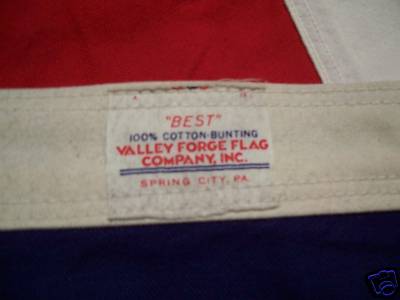 "BEST"
100% COTTON-BUNTING
VALLEY FORGE FLAG
COMPANY, INC.
SPRING CITY, PA.